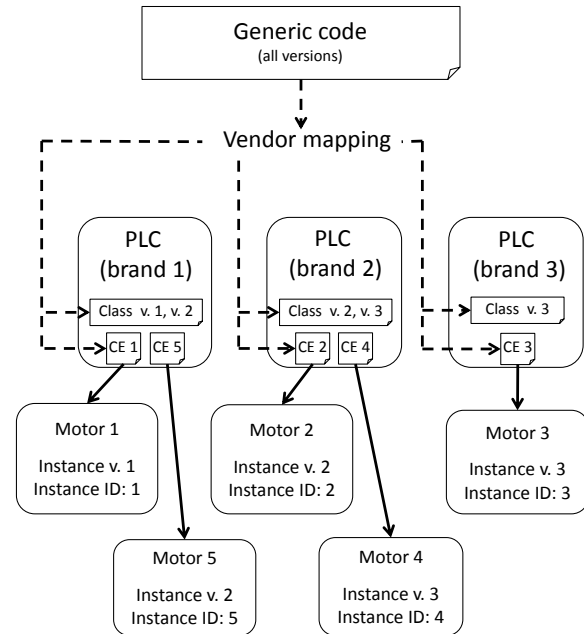 Generic code
(all versions)
Vendor mapping
PLC
(brand 1)
Class v. 1, v. 2
CE 1
CE 5
PLC
(brand 2)
Class v. 2, v. 3
CE 2
CE 4
PLC
(brand 3)
Class v. 3
CE 3
Motor 1
Instance v. 1
Instance ID: 1
Motor 2
Instance v. 2
Instance ID: 2
Motor 3
Instance v. 3
Instance ID: 3
Motor 5
Instance v. 2
Instance ID: 5
Motor 4
Instance v. 3
Instance ID: 4